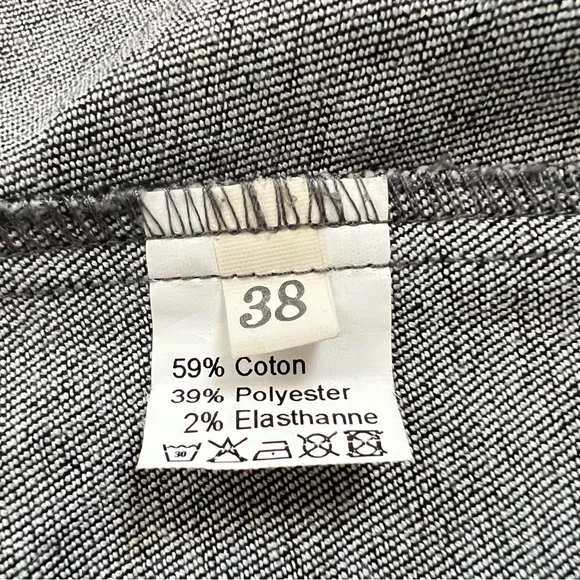 38
59% Coton
39% Polyester
2% Elasthanne
30